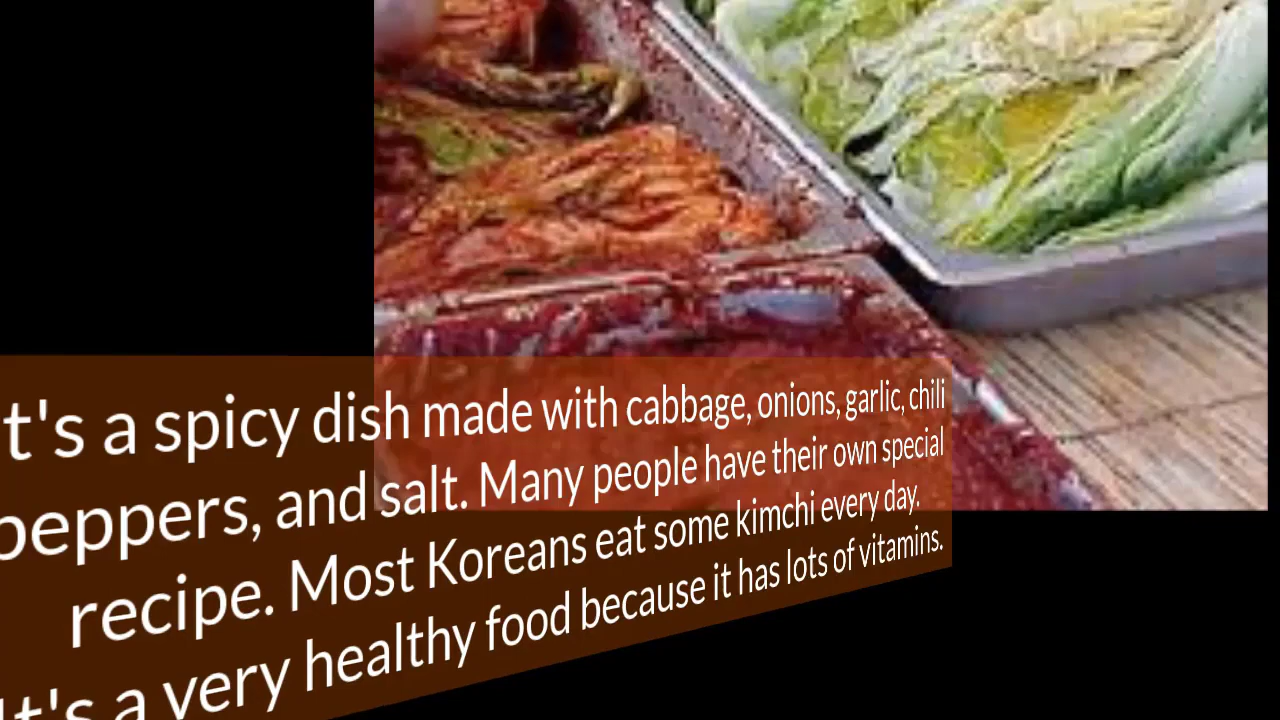 t's a spicy dish made with cabbage, onions, garlic, chili
peppers, and salt. Many people have their own special
recipe. Most Koreans eat some kimchi every day.
It's a very healthy food because it has lots of vitamins.